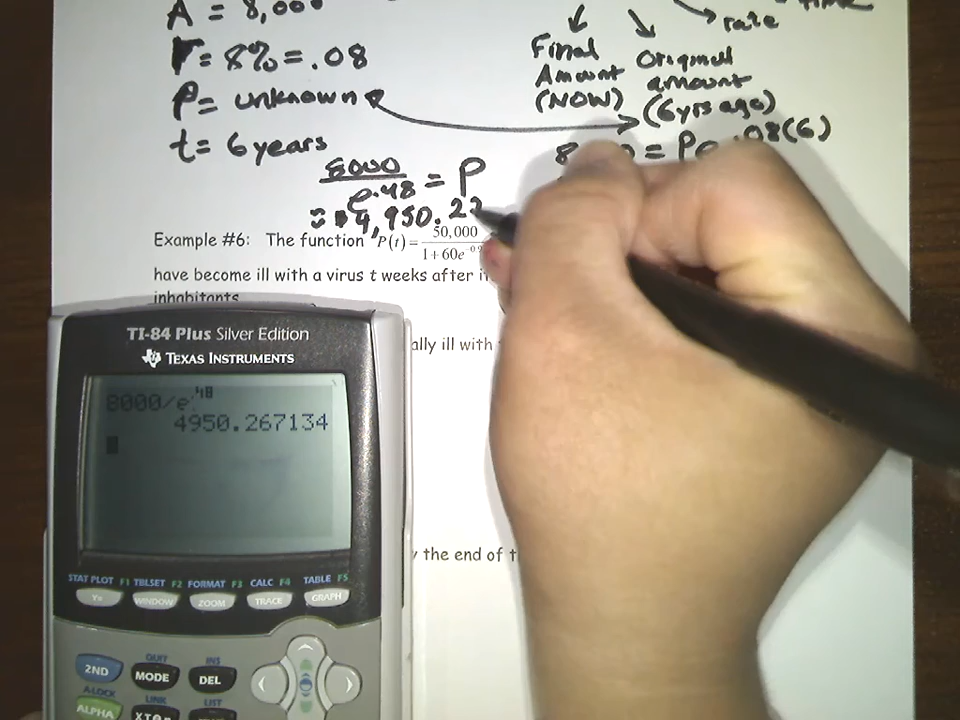 A = 8,000
r = 8% = .08
P = unknown
t = 6 years
rate
Final
Amount
(NOW)
Original
amount
(6yrs ago)
= Pe .08(6)
8000
e.48 = P
≈ $4,950.22
Example #6: The function P(t) = 50,000
1+60e
have become ill with a virus t weeks after
inhabitants
ally ill with
the end of
TI-84 Plus Silver Edition
TEXAS INSTRUMENTS
8000/e^.48
4950.267134
STAT PLOT F1 TBLSET F2 FORMAT F3 CALC F4 TABLE F5
Y= WINDOW ZOOM TRACE GRAPH
QUIT INS
2ND MODE DEL
A-LOCK LINK LIST
ALPHA